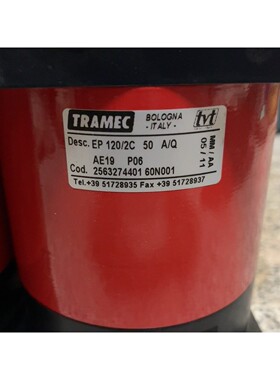 TRAMEC BOLOGNA - ITALY - tvt
Desc. EP 120/2C 50 A/Q
AE19 P06
Cod. 2563274401 60N001
Tel.+39 51728935 Fax +39 51728937
MM / AA
05 / 11